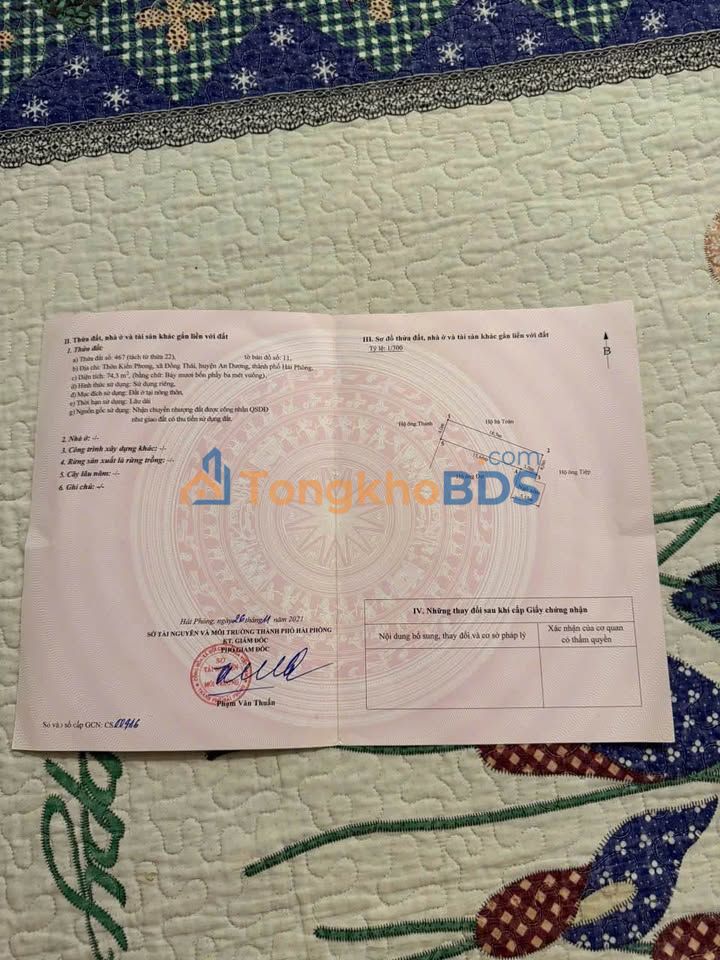 II. Thửa đất, nhà ở và tài sản khác gắn liền với đất
1. Thửa đất:
a) Thửa đất số: 467 (tách từ thửa 22), tờ bản đồ số: 11,
b) Địa chỉ: Thôn Kiến Phong, xã Đồng Thái, huyện An Dương, thành phố Hải Phòng,
c) Diện tích: 74,3 m², (bằng chữ: Bảy mươi bốn phẩy ba mét vuông),
d) Hình thức sử dụng: Sử dụng riêng,
đ) Mục đích sử dụng: Đất ở tại nông thôn,
e) Thời hạn sử dụng: Lâu dài
g) Nguồn gốc sử dụng: Nhận chuyển nhượng đất được công nhận QSDĐ
như giao đất có thu tiền sử dụng đất.
2. Nhà ở: -/-
3. Công trình xây dựng khác: -/-
4. Rừng sản xuất là rừng trồng: -/-
5. Cây lâu năm: -/-
6. Ghi chú: -/-
Hải Phòng, ngày 26 tháng 11 năm 2021
SỞ TÀI NGUYÊN VÀ MÔI TRƯỜNG THÀNH PHỐ HẢI PHÒNG
KT. GIÁM ĐỐC
PHÓ GIÁM ĐỐC
Phạm Văn Thuấn
Số vào sổ cấp GCN: CS
III. Sơ đồ thửa đất, nhà ở và tài sản khác gắn liền với đất
Tỷ lệ: 1/300
B
Hộ ông Thành
Hộ bà Toàn
1
2
3
Hộ ông Tiệp
TongkhoBDS
.com
IV. Những thay đổi sau khi cấp Giấy chứng nhận
Nội dung bổ sung, thay đổi và cơ sở pháp lý
Xác nhận của cơ quan
có thẩm quyền